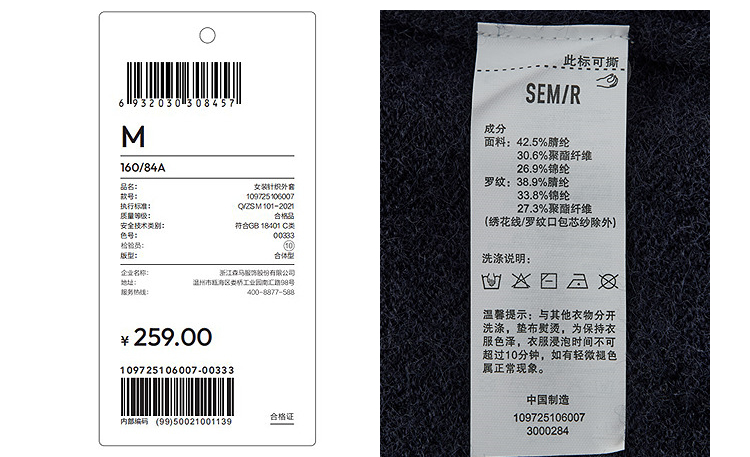 6 932030 308457
M
160/84A
品名: 女装针织外套
款号: 109725106007
执行标准: Q/ZSM 101-2021
质量等级: 合格品
安全技术类别: 符合GB 18401 C类
色号: 00333
检验员: 10
版型: 合体型
企业名称: 浙江森马服饰股份有限公司
地址: 温州市瓯海区娄桥工业园南汇路98号
服务热线: 400-8877-588
¥ 259.00
109725106007-00333
内部编码 (99)50021001139
合格证
此标可撕
SEM/R
成分
面料: 42.5%腈纶
30.6%聚酯纤维
26.9%锦纶
罗纹: 38.9%腈纶
33.8%锦纶
27.3%聚酯纤维
(绣花线/罗纹口包芯纱除外)
洗涤说明:
温馨提示: 与其他衣物分开
洗涤, 垫布熨烫, 为保持衣
服色泽, 衣服浸泡时间不可
超过10分钟, 如有轻微褪色
属正常现象。
中国制造
109725106007
3000284